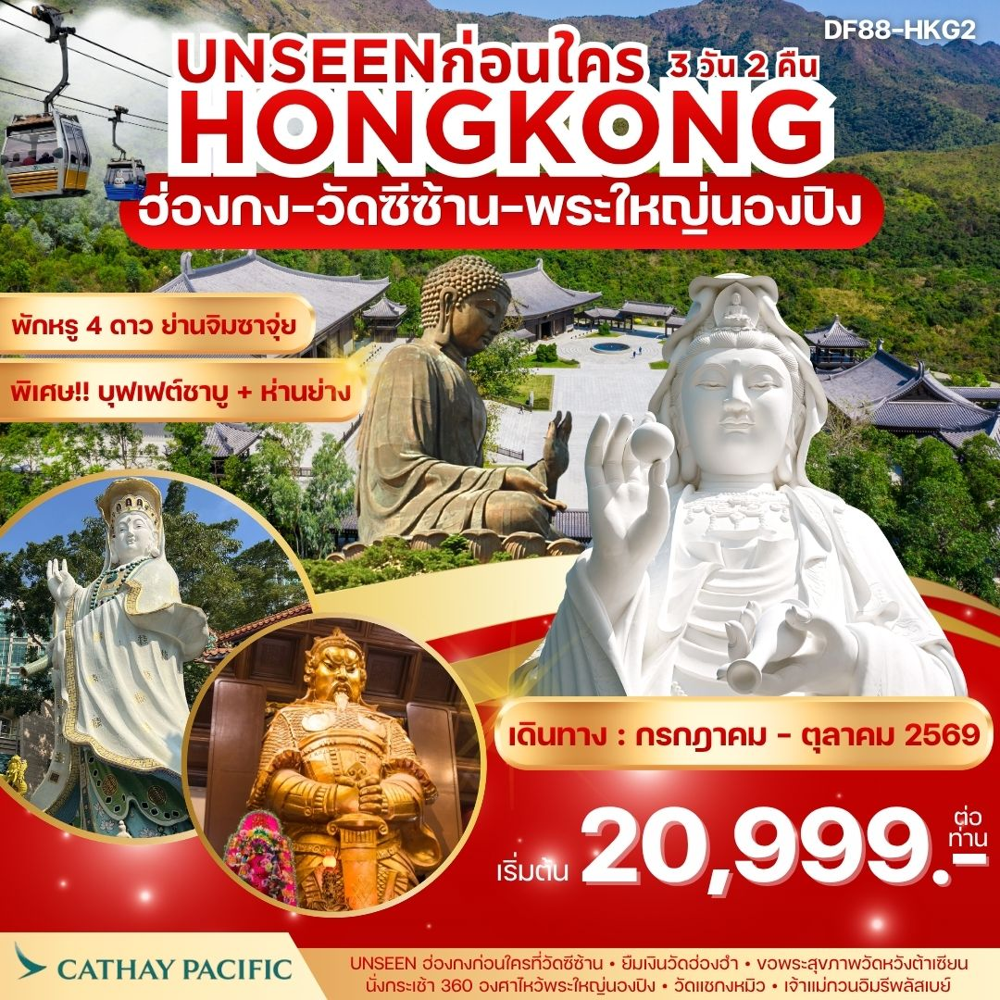 DF88-HKG2
UNSEENก่อนใคร 3 วัน 2 คืน
HONGKONG
ฮ่องกง-วัดซีซ้าน-พระใหญ่นองปิง
พักหรู 4 ดาว ย่านจิมซาจุ่ย
พิเศษ!! บุฟเฟต์ชาบู + ห่านย่าง
เดินทาง : กรกฎาคม - ตุลาคม 2569
เริ่มต้น 20,999.- ต่อท่าน
CATHAY PACIFIC
UNSEEN ฮ่องกงก่อนใครที่วัดซีซ้าน • ยืมเงินวัดฮ่องฮำ • ขอพระสุขภาพวัดหวังต้าเซียน
นั่งกระเช้า 360 องศาไหว้พระใหญ่นองปิง • วัดแชกงหมิว • เจ้าแม่กวนอิมรีพลัสเบย์